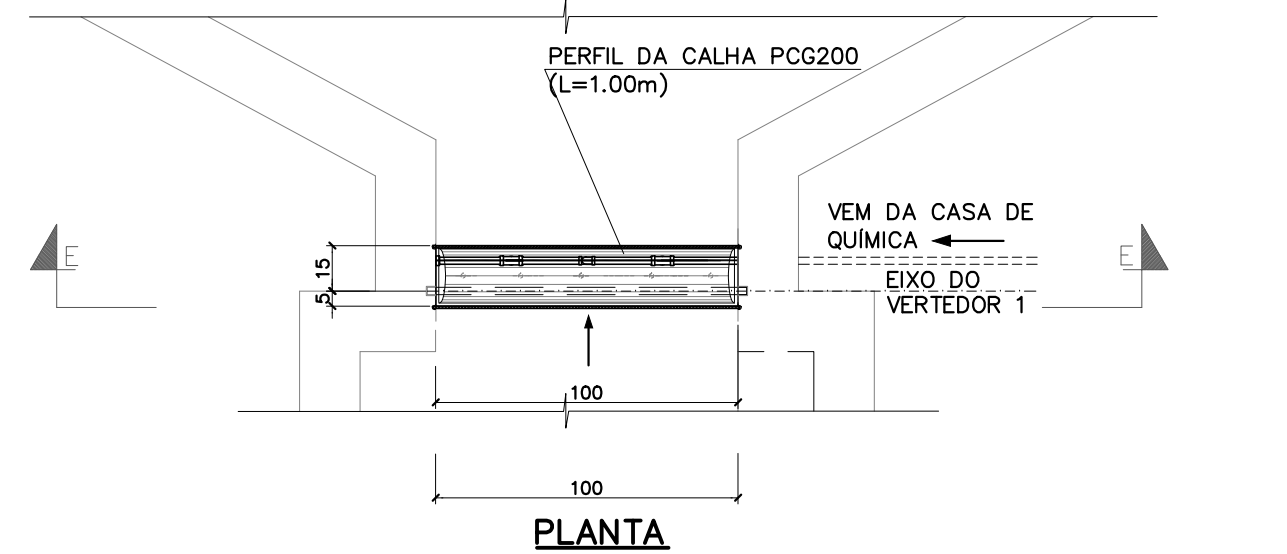 PERFIL DA CALHA PCG200
(L=1.00m)
VEM DA CASA DE
QUÍMICA
E
E
15
5
EIXO DO
VERTEDOR 1
100
100
PLANTA